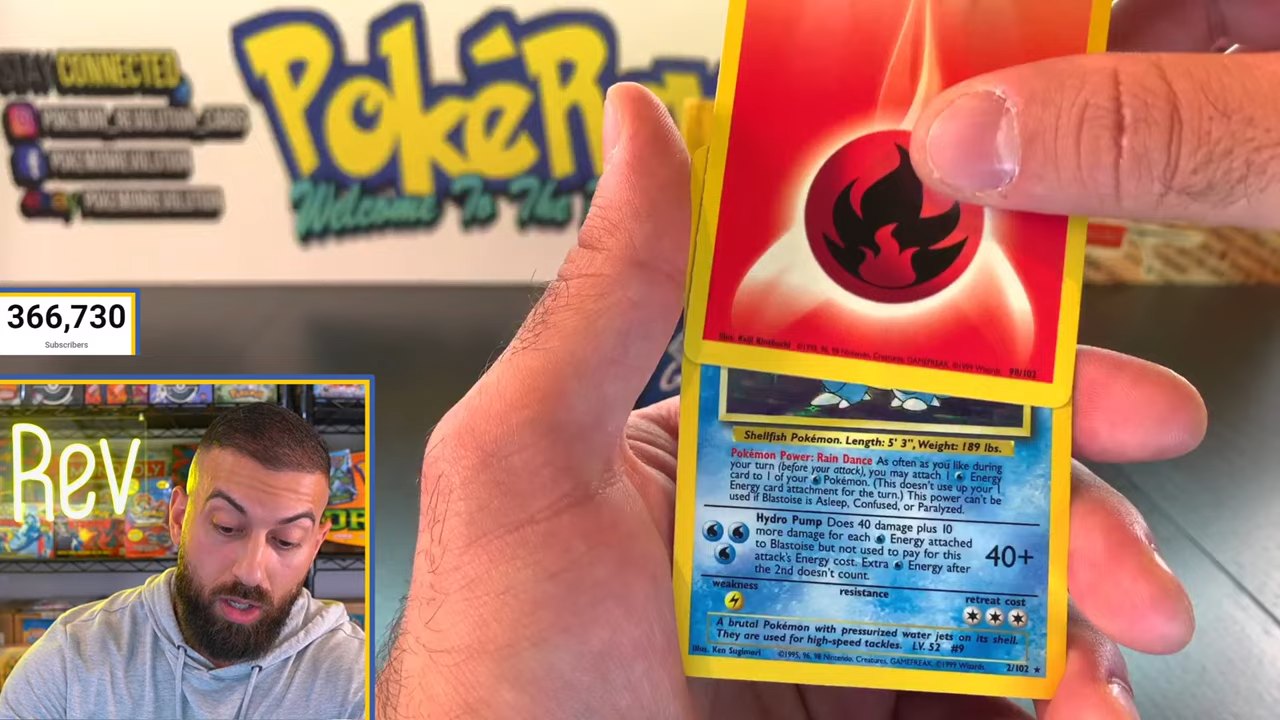 STAY CONNECTED
POKEMON_REVOLUTION_CARDS
POKEMONREVOLUTION
POKEMONREVOLUTION
PokéR
Welcome To The
366,730
Subscribers
Rev
Illus. Keiji Kinebuchi ©1995, 96, 98 Nintendo, Creatures, GAMEFREAK. ©1999 Wizards. 98/102
Shellfish Pokémon. Length: 5' 3", Weight: 189 lbs.
Pokémon Power: Rain Dance As often as you like during
your turn (before your attack), you may attach 1 Energy
card to 1 of your Pokémon. (This doesn't use up your 1
Energy card attachment for the turn.) This power can't be
used if Blastoise is Asleep, Confused, or Paralyzed.
Hydro Pump Does 40 damage plus 10
more damage for each Energy attached
to Blastoise but not used to pay for this
attack's Energy cost. Extra Energy after
the 2nd doesn't count.
40+
weakness resistance retreat cost
A brutal Pokémon with pressurized water jets on its shell.
They are used for high-speed tackles. LV. 52 #9
Illus. Ken Sugimori ©1995, 96, 98 Nintendo, Creatures, GAMEFREAK. ©1999 Wizards. 2/102